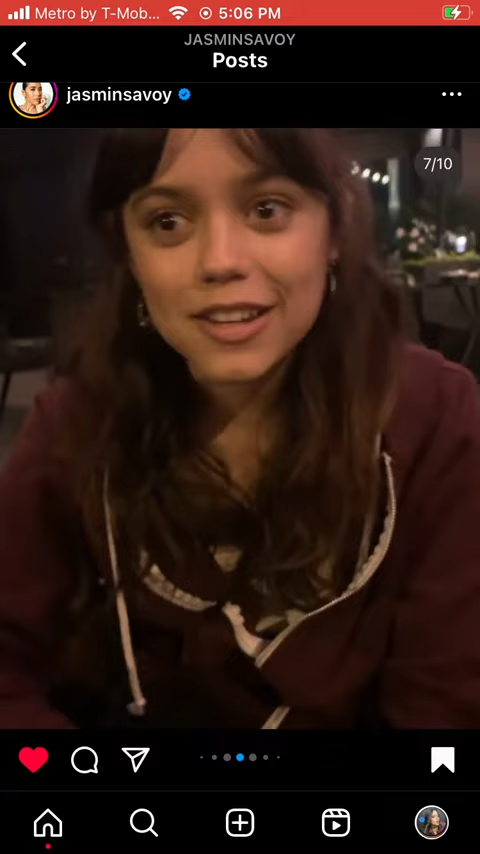 Metro by T-Mob... 5:06 PM
JASMINSAVOY
Posts
jasminsavoy
7/10